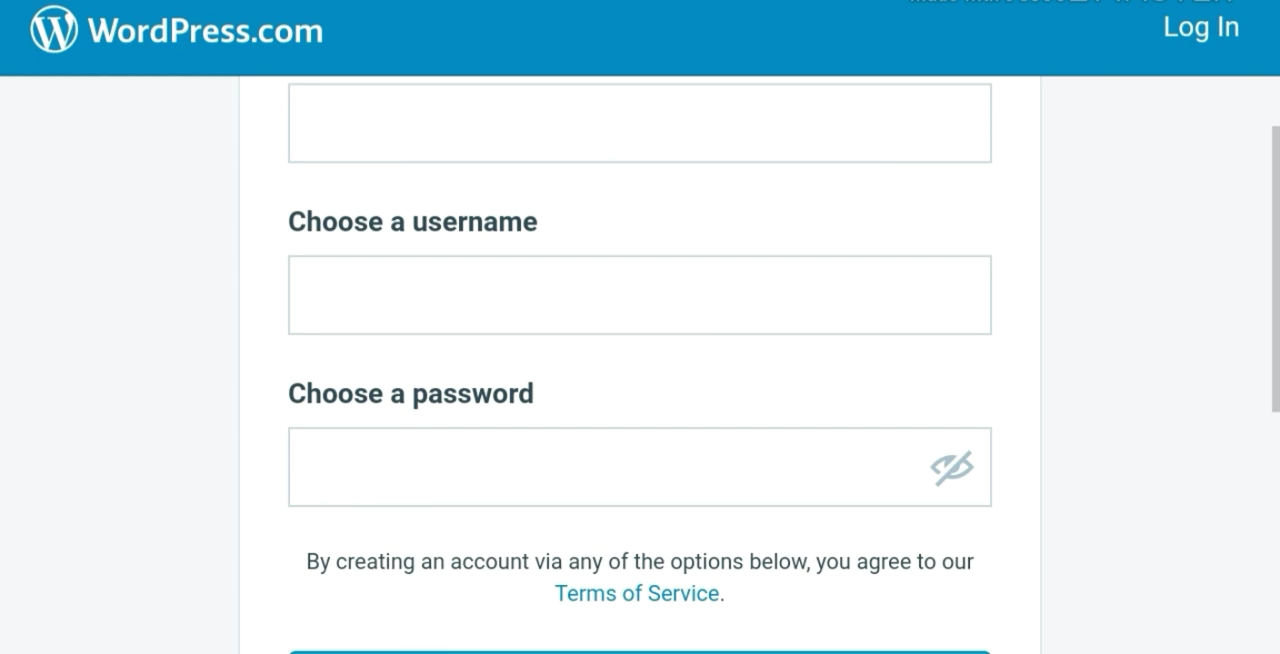 WordPress.com
Log In
Choose a username
Choose a password
By creating an account via any of the options below, you agree to our
Terms of Service.